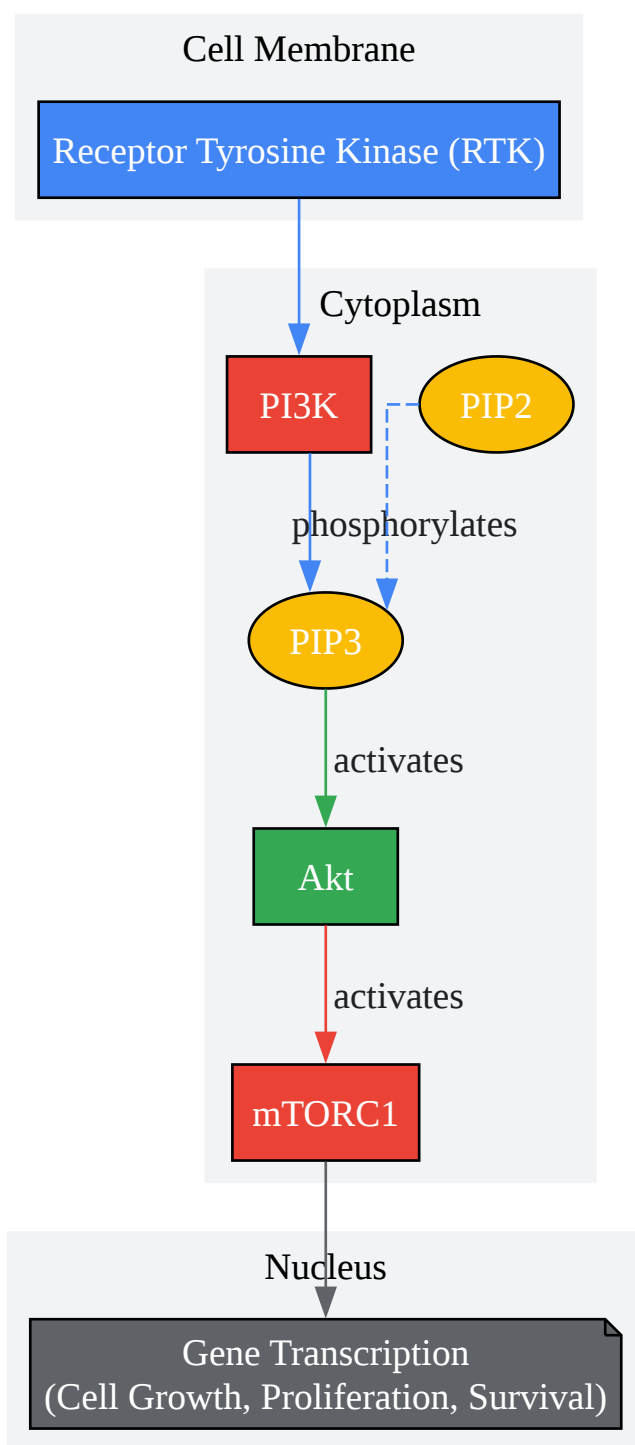 Cell Membrane
Receptor Tyrosine Kinase (RTK)
Cytoplasm
PI3K
PIP2
phosphorylates
PIP3
activates
Akt
activates
mTORC1
Nucleus
Gene Transcription
(Cell Growth, Proliferation, Survival)